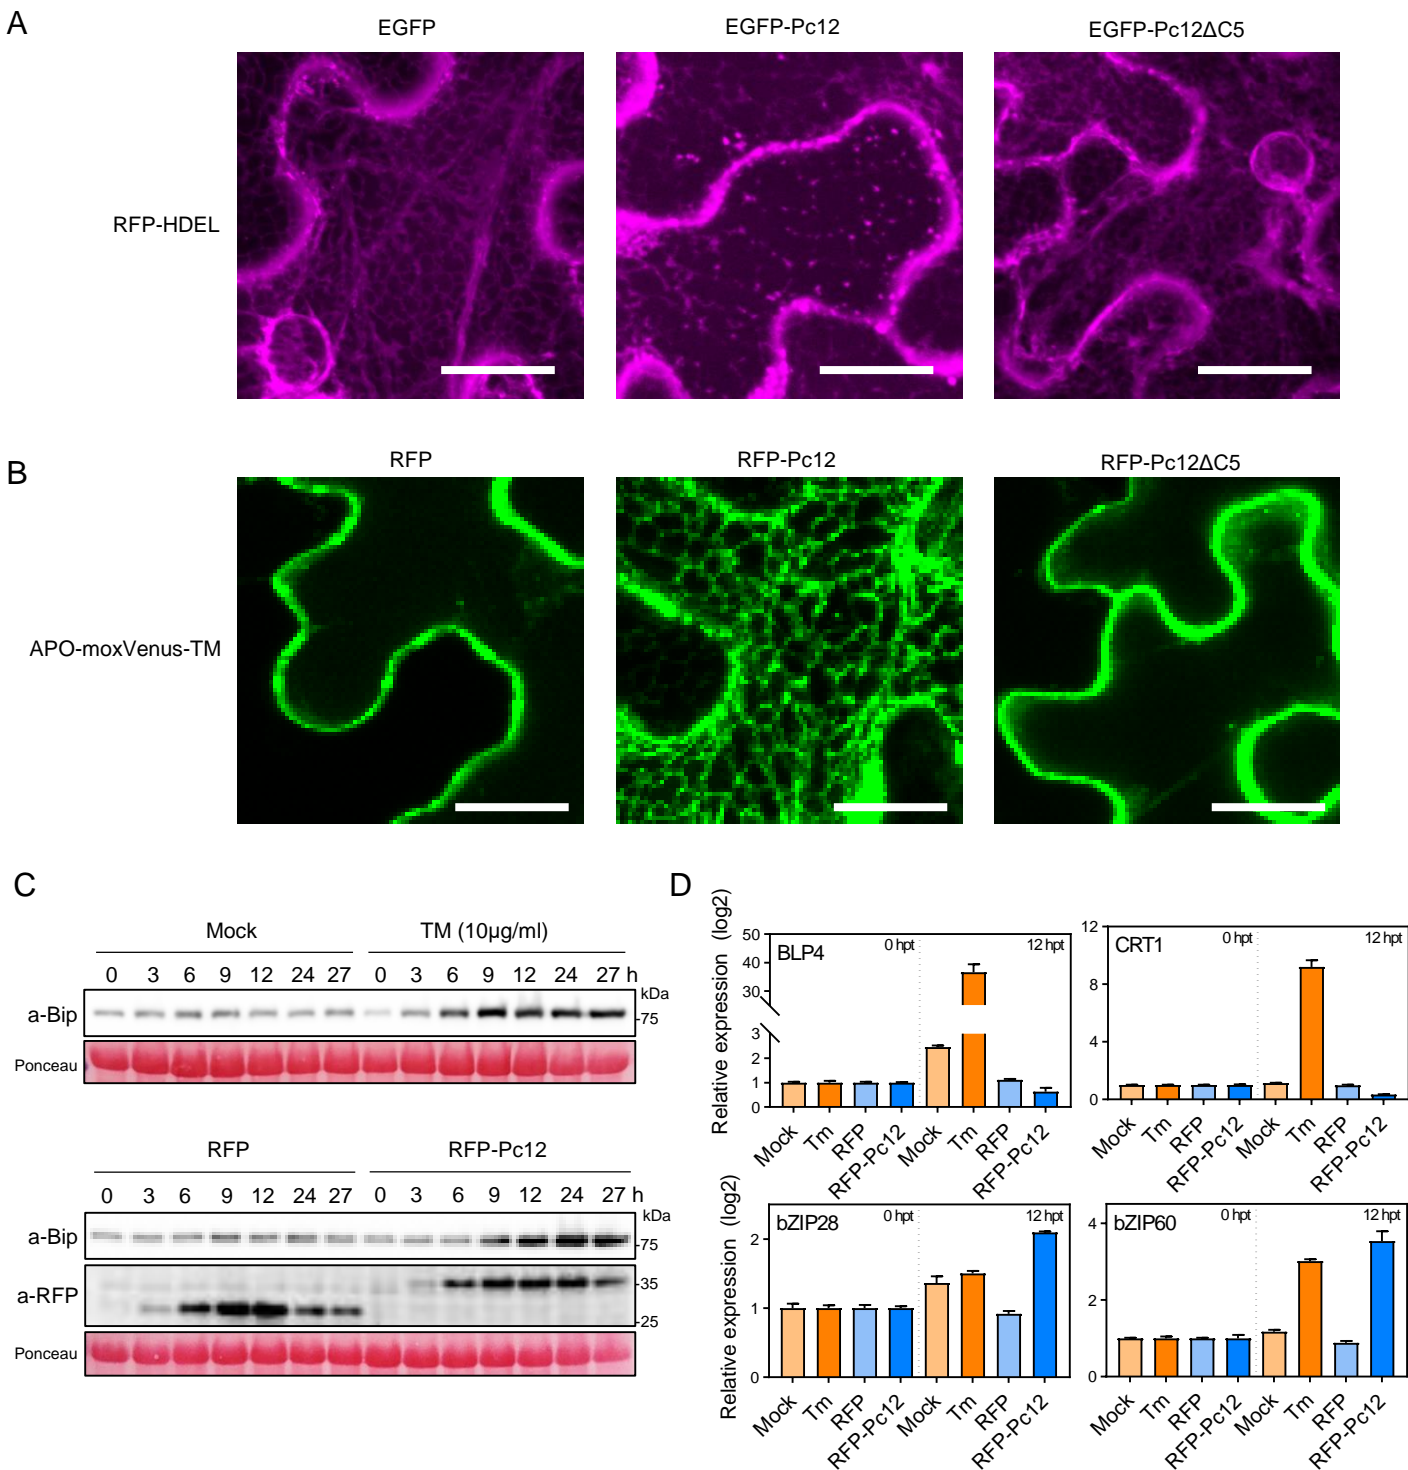 A
EGFP
EGFP-Pc12
EGFP-Pc12ΔC5
RFP-HDEL
B
RFP
RFP-Pc12
RFP-Pc12ΔC5
APO-moxVenus-TM
C
Mock
TM (10µg/ml)
0 3 6 9 12 24 27 0 3 6 9 12 24 27 h
kDa
a-Bip
-75
Ponceau
RFP
RFP-Pc12
0 3 6 9 12 24 27 0 3 6 9 12 24 27 h
kDa
a-Bip
-75
a-RFP
-35
-25
Ponceau
D
Relative expression (log2)
BLP4
0 hpt
12 hpt
50
40
30
3
2
1
0
Mock Tm RFP RFP-Pc12 Mock Tm RFP RFP-Pc12
CRT1
0 hpt
12 hpt
12
8
4
0
Mock Tm RFP RFP-Pc12 Mock Tm RFP RFP-Pc12
Relative expression (log2)
bZIP28
0 hpt
12 hpt
2
1
0
Mock Tm RFP RFP-Pc12 Mock Tm RFP RFP-Pc12
bZIP60
0 hpt
12 hpt
4
2
0
Mock Tm RFP RFP-Pc12 Mock Tm RFP RFP-Pc12